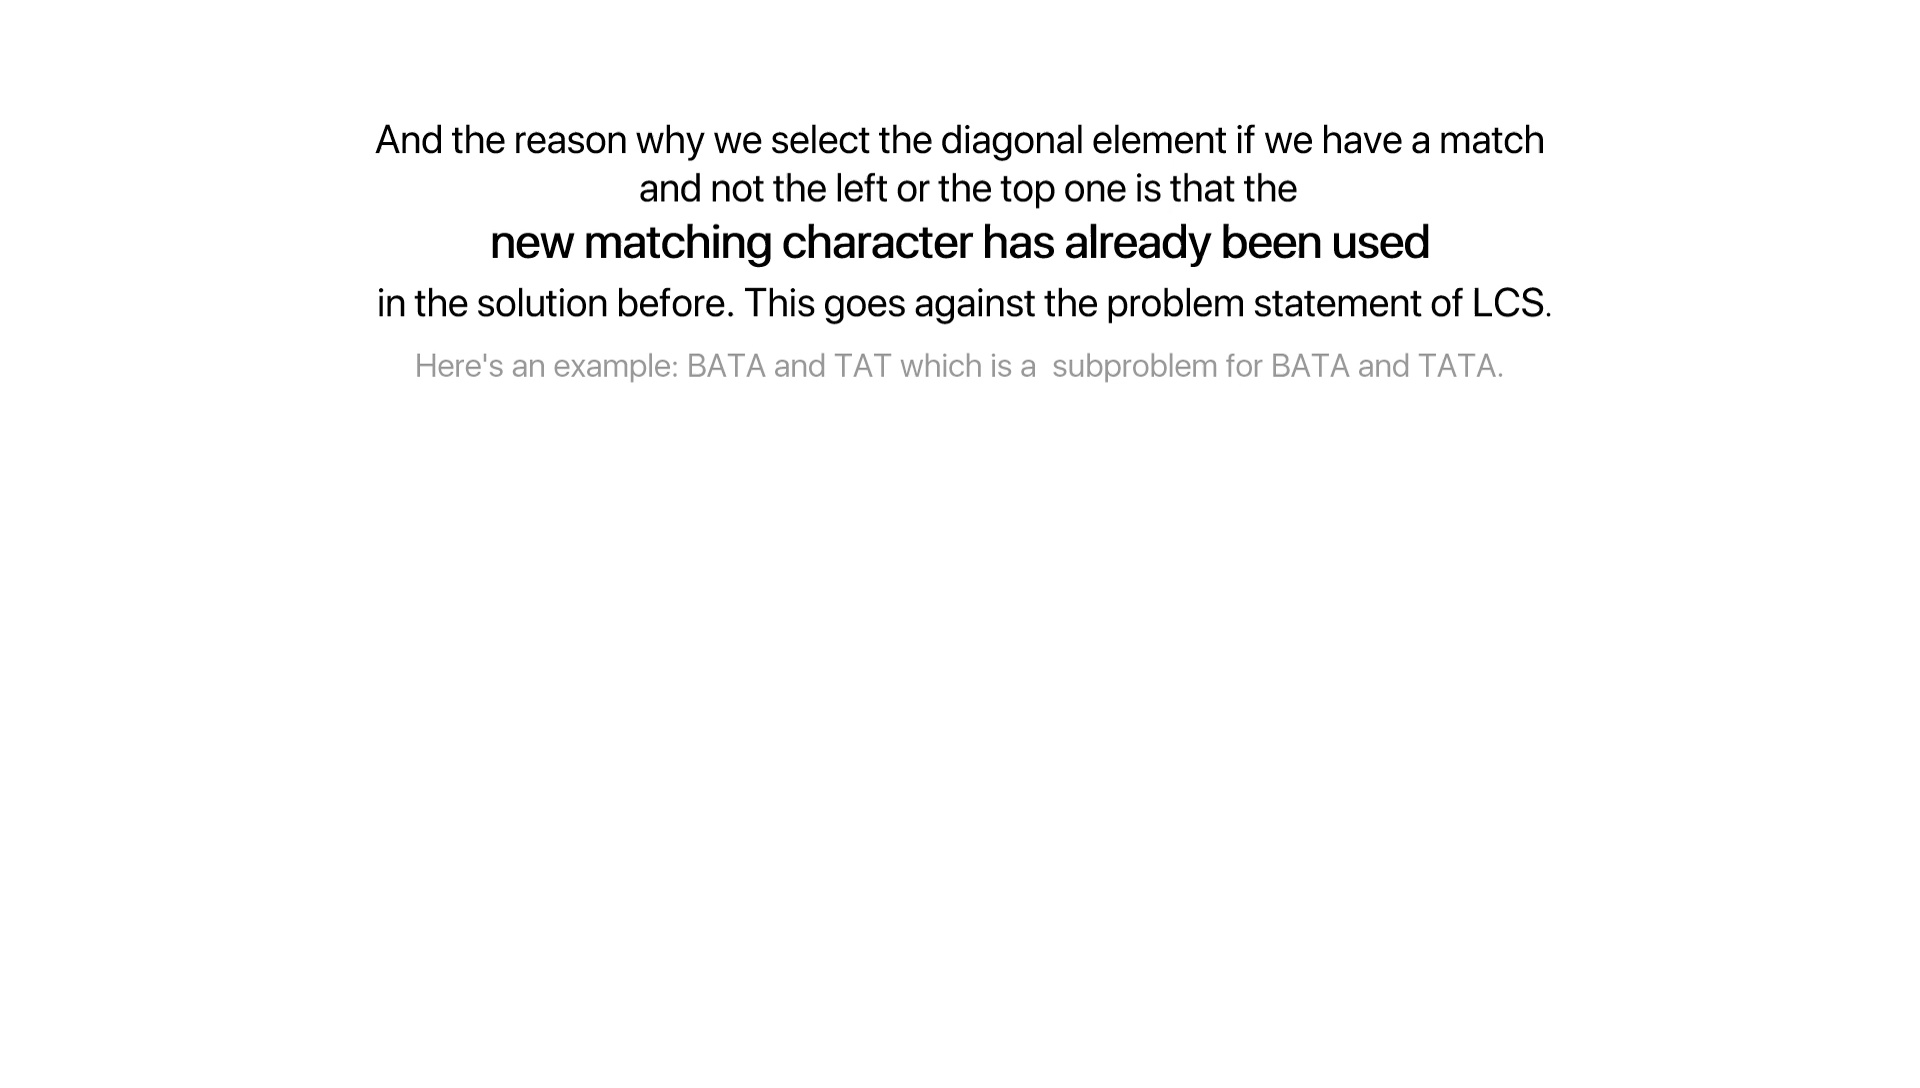 And the reason why we select the diagonal element if we have a match
and not the left or the top one is that the
new matching character has already been used
in the solution before. This goes against the problem statement of LCS.
Here's an example: BATA and TAT which is a  subproblem for BATA and TATA.